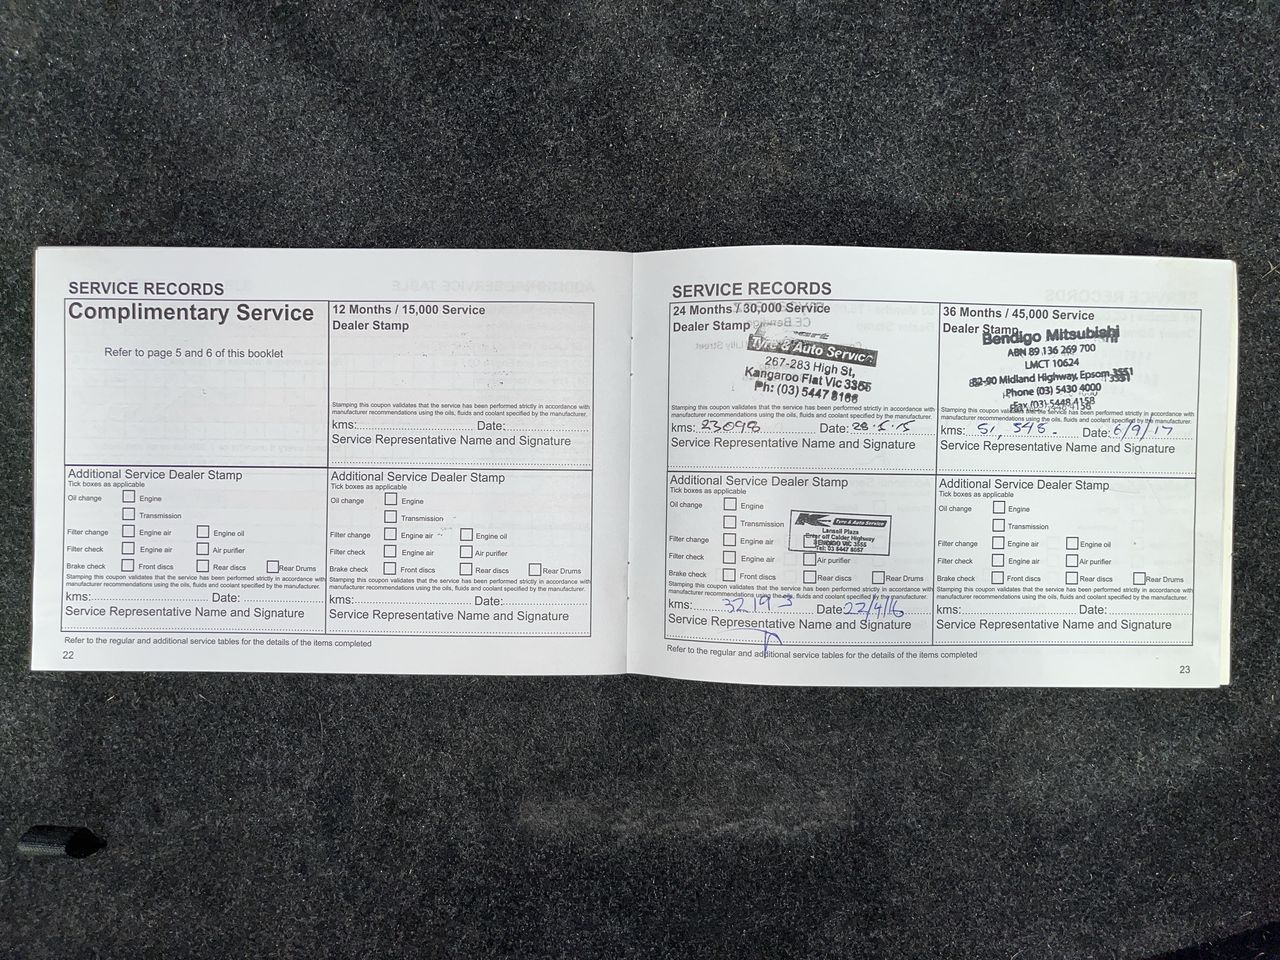 SERVICE RECORDS
Complimentary Service
Refer to page 5 and 6 of this booklet
12 Months / 15,000 Service
Dealer Stamp
Stamping this coupon validates that the service has been performed strictly in accordance with
manufacturer recommendations using the oils, fluids and coolant specified by the manufacturer.
kms: Date:
Service Representative Name and Signature
Additional Service Dealer Stamp
Tick boxes as applicable
Oil change Engine
Transmission
Filter change Engine air Engine oil
Filter check Engine air Air purifier
Brake check Front discs Rear discs Rear Drums
Stamping this coupon validates that the service has been performed strictly in accordance with
manufacturer recommendations using the oils, fluids and coolant specified by the manufacturer.
kms: Date:
Service Representative Name and Signature
Additional Service Dealer Stamp
Tick boxes as applicable
Oil change Engine
Transmission
Filter change Engine air Engine oil
Filter check Engine air Air purifier
Brake check Front discs Rear discs Rear Drums
Stamping this coupon validates that the service has been performed strictly in accordance with
manufacturer recommendations using the oils, fluids and coolant specified by the manufacturer.
kms: Date:
Service Representative Name and Signature
Refer to the regular and additional service tables for the details of the items completed
22
SERVICE RECORDS
24 Months / 30,000 Service
Dealer Stamp
Tyre & Auto Service
267-283 High St,
Kangaroo Flat Vic 3555
Ph: (03) 5447 8166
Stamping this coupon validates that the service has been performed strictly in accordance with
manufacturer recommendations using the oils, fluids and coolant specified by the manufacturer.
kms: 23098 Date: 28.5.15
Service Representative Name and Signature
36 Months / 45,000 Service
Dealer Stamp
Bendigo Mitsubishi
ABN 89 136 269 700
LMCT 10624
82-90 Midland Highway, Epsom 3551
Phone (03) 5430 4000
Fax (03) 5448 4158
Stamping this coupon validates that the service has been performed strictly in accordance with
manufacturer recommendations using the oils, fluids and coolant specified by the manufacturer.
kms: 51,545 Date: 6/9/17
Service Representative Name and Signature
Additional Service Dealer Stamp
Tick boxes as applicable
Oil change Engine
Transmission
Filter change Engine air
Filter check Engine air Air purifier
Brake check Front discs Rear discs Rear Drums
Tyre & Auto Service
Lansell Plaza
Enter off Calder Highway
BENDIGO VIC 3555
Tel: 03 5447 8057
Stamping this coupon validates that the service has been performed strictly in accordance with
manufacturer recommendations using the oils, fluids and coolant specified by the manufacturer.
kms: 32193 Date: 22/4/16
Service Representative Name and Signature
Additional Service Dealer Stamp
Tick boxes as applicable
Oil change Engine
Transmission
Filter change Engine air Engine oil
Filter check Engine air Air purifier
Brake check Front discs Rear discs Rear Drums
Stamping this coupon validates that the service has been performed strictly in accordance with
manufacturer recommendations using the oils, fluids and coolant specified by the manufacturer.
kms: Date:
Service Representative Name and Signature
Refer to the regular and additional service tables for the details of the items completed
23